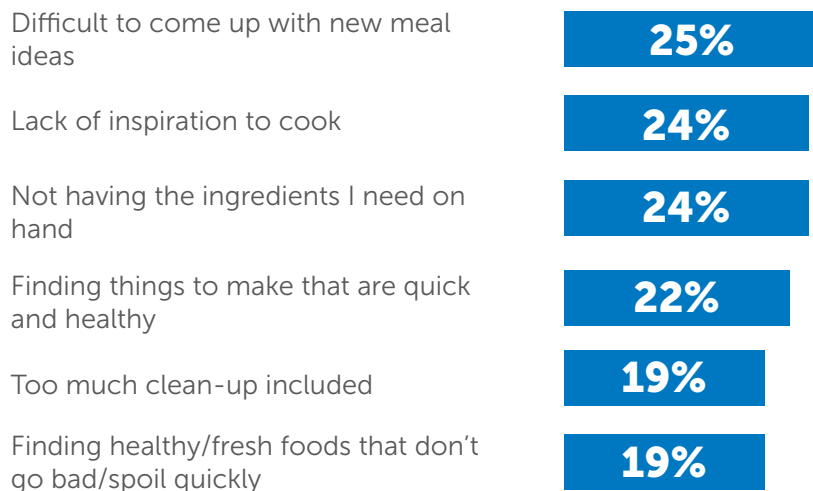 Difficult to come up with new meal
ideas
25%
Lack of inspiration to cook
24%
Not having the ingredients I need on
hand
24%
Finding things to make that are quick
and healthy
22%
Too much clean-up included
19%
Finding healthy/fresh foods that don’t
go bad/spoil quickly
19%